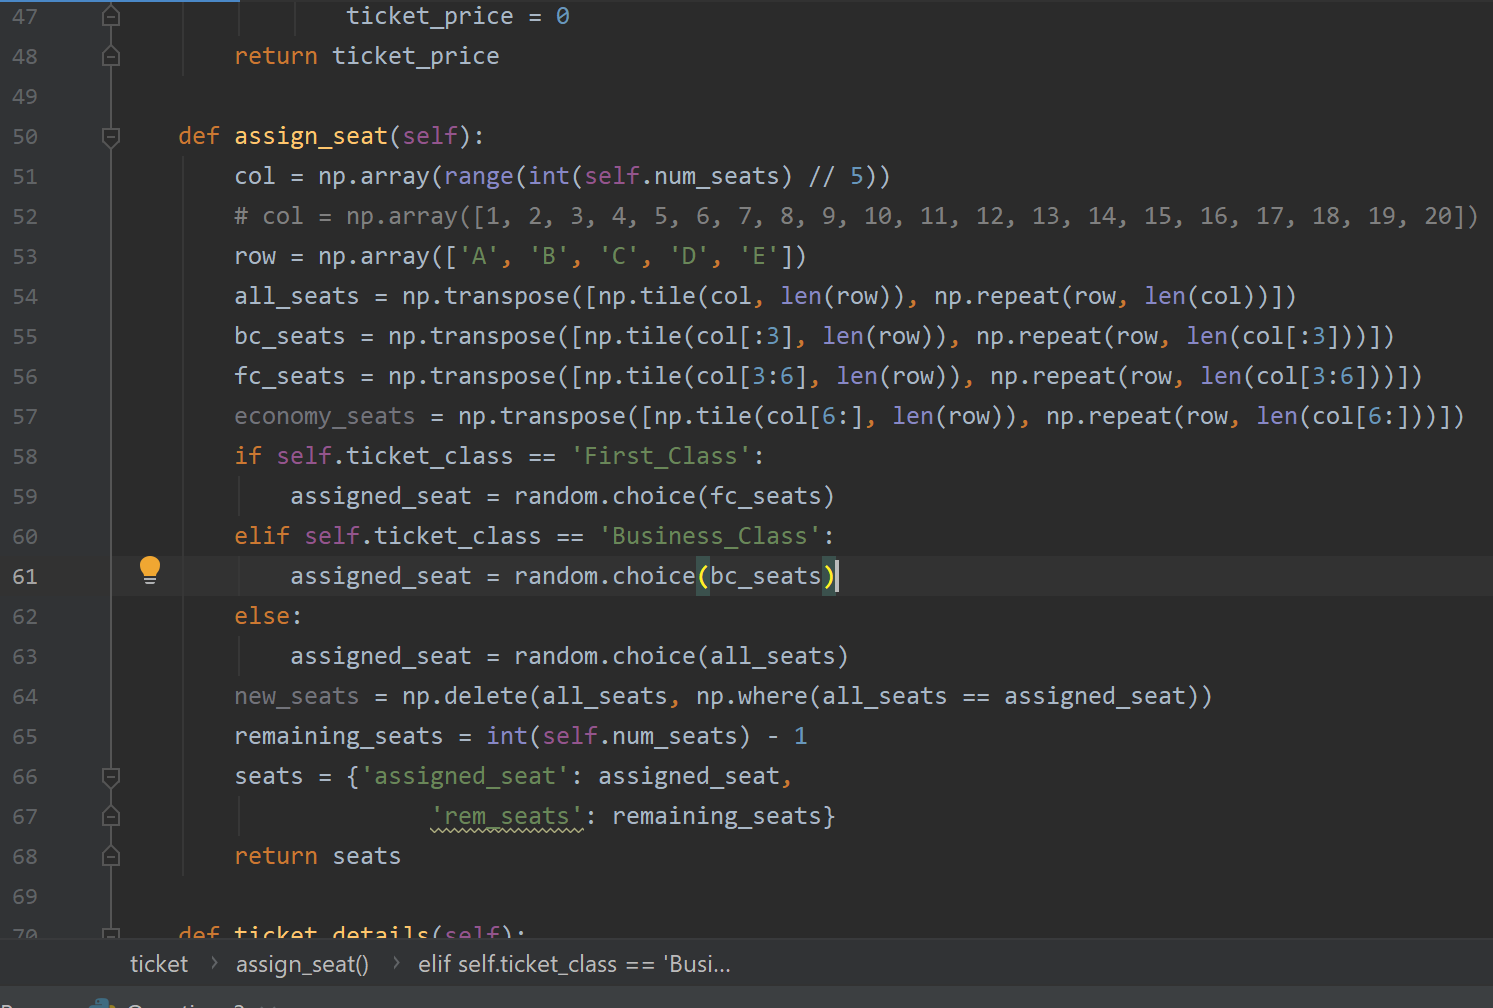 47 ticket_price = 0
48 return ticket_price
49
50 def assign_seat(self):
51 col = np.array(range(int(self.num_seats) // 5))
52 # col = np.array([1, 2, 3, 4, 5, 6, 7, 8, 9, 10, 11, 12, 13, 14, 15, 16, 17, 18, 19, 20])
53 row = np.array(['A', 'B', 'C', 'D', 'E'])
54 all_seats = np.transpose([np.tile(col, len(row)), np.repeat(row, len(col))])
55 bc_seats = np.transpose([np.tile(col[:3], len(row)), np.repeat(row, len(col[:3]))])
56 fc_seats = np.transpose([np.tile(col[3:6], len(row)), np.repeat(row, len(col[3:6]))])
57 economy_seats = np.transpose([np.tile(col[6:], len(row)), np.repeat(row, len(col[6:]))])
58 if self.ticket_class == 'First_Class':
59 assigned_seat = random.choice(fc_seats)
60 elif self.ticket_class == 'Business_Class':
61 assigned_seat = random.choice(bc_seats)
62 else:
63 assigned_seat = random.choice(all_seats)
64 new_seats = np.delete(all_seats, np.where(all_seats == assigned_seat))
65 remaining_seats = int(self.num_seats) - 1
66 seats = {'assigned_seat': assigned_seat,
67 'rem_seats': remaining_seats}
68 return seats
69
70 def ticket_details(self):
ticket > assign_seat() > elif self.ticket_class == 'Busi...